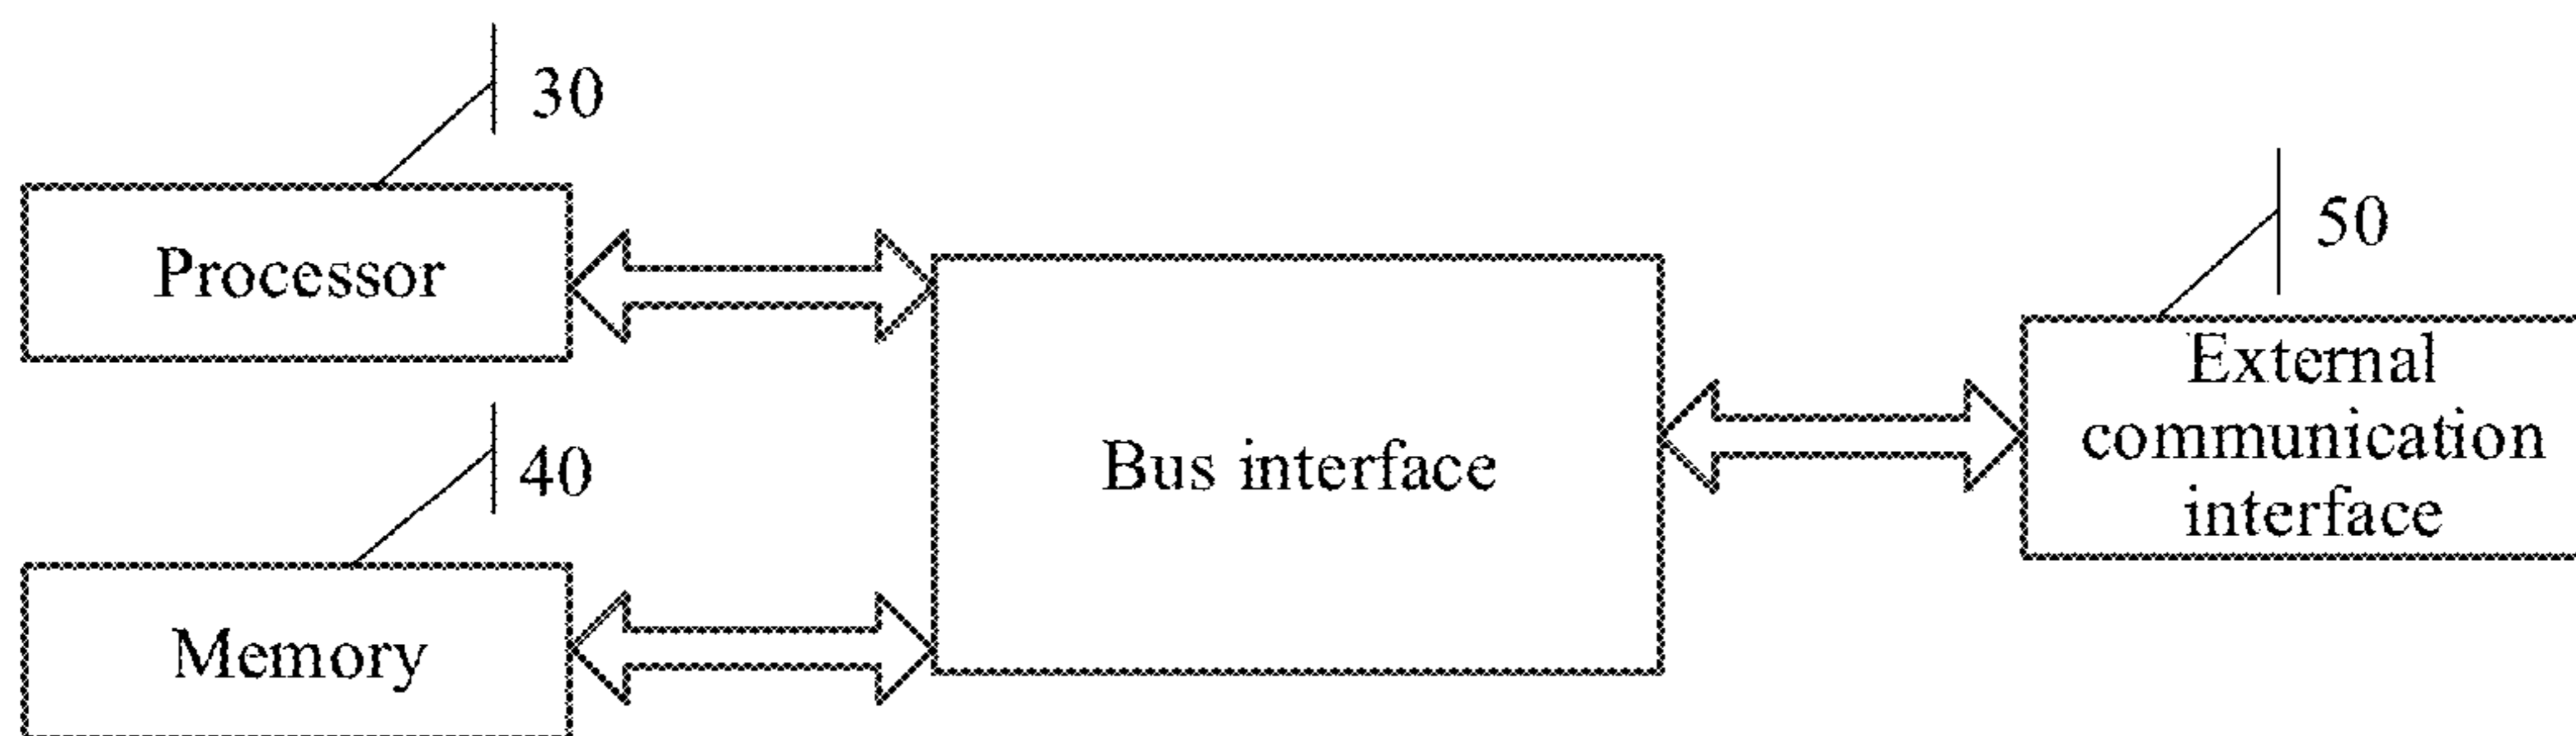 30
Processor
50
External
communication
interface
Bus interface
40
Memory